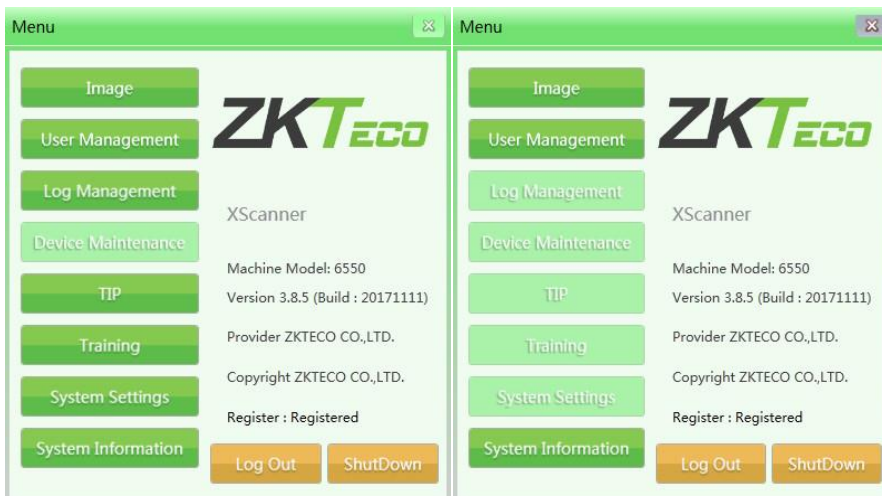 Menu
Image
User Management
Log Management
Device Maintenance
TIP
Training
System Settings
System Information
ZKTECO
XScanner
Machine Model: 6550
Version 3.8.5 (Build : 20171111)
Provider ZKTECO CO.,LTD.
Copyright ZKTECO CO.,LTD.
Register : Registered
Log Out
ShutDown
Menu
Image
User Management
Log Management
Device Maintenance
TIP
Training
System Settings
System Information
ZKTECO
XScanner
Machine Model: 6550
Version 3.8.5 (Build : 20171111)
Provider ZKTECO CO.,LTD.
Copyright ZKTECO CO.,LTD.
Register : Registered
Log Out
ShutDown